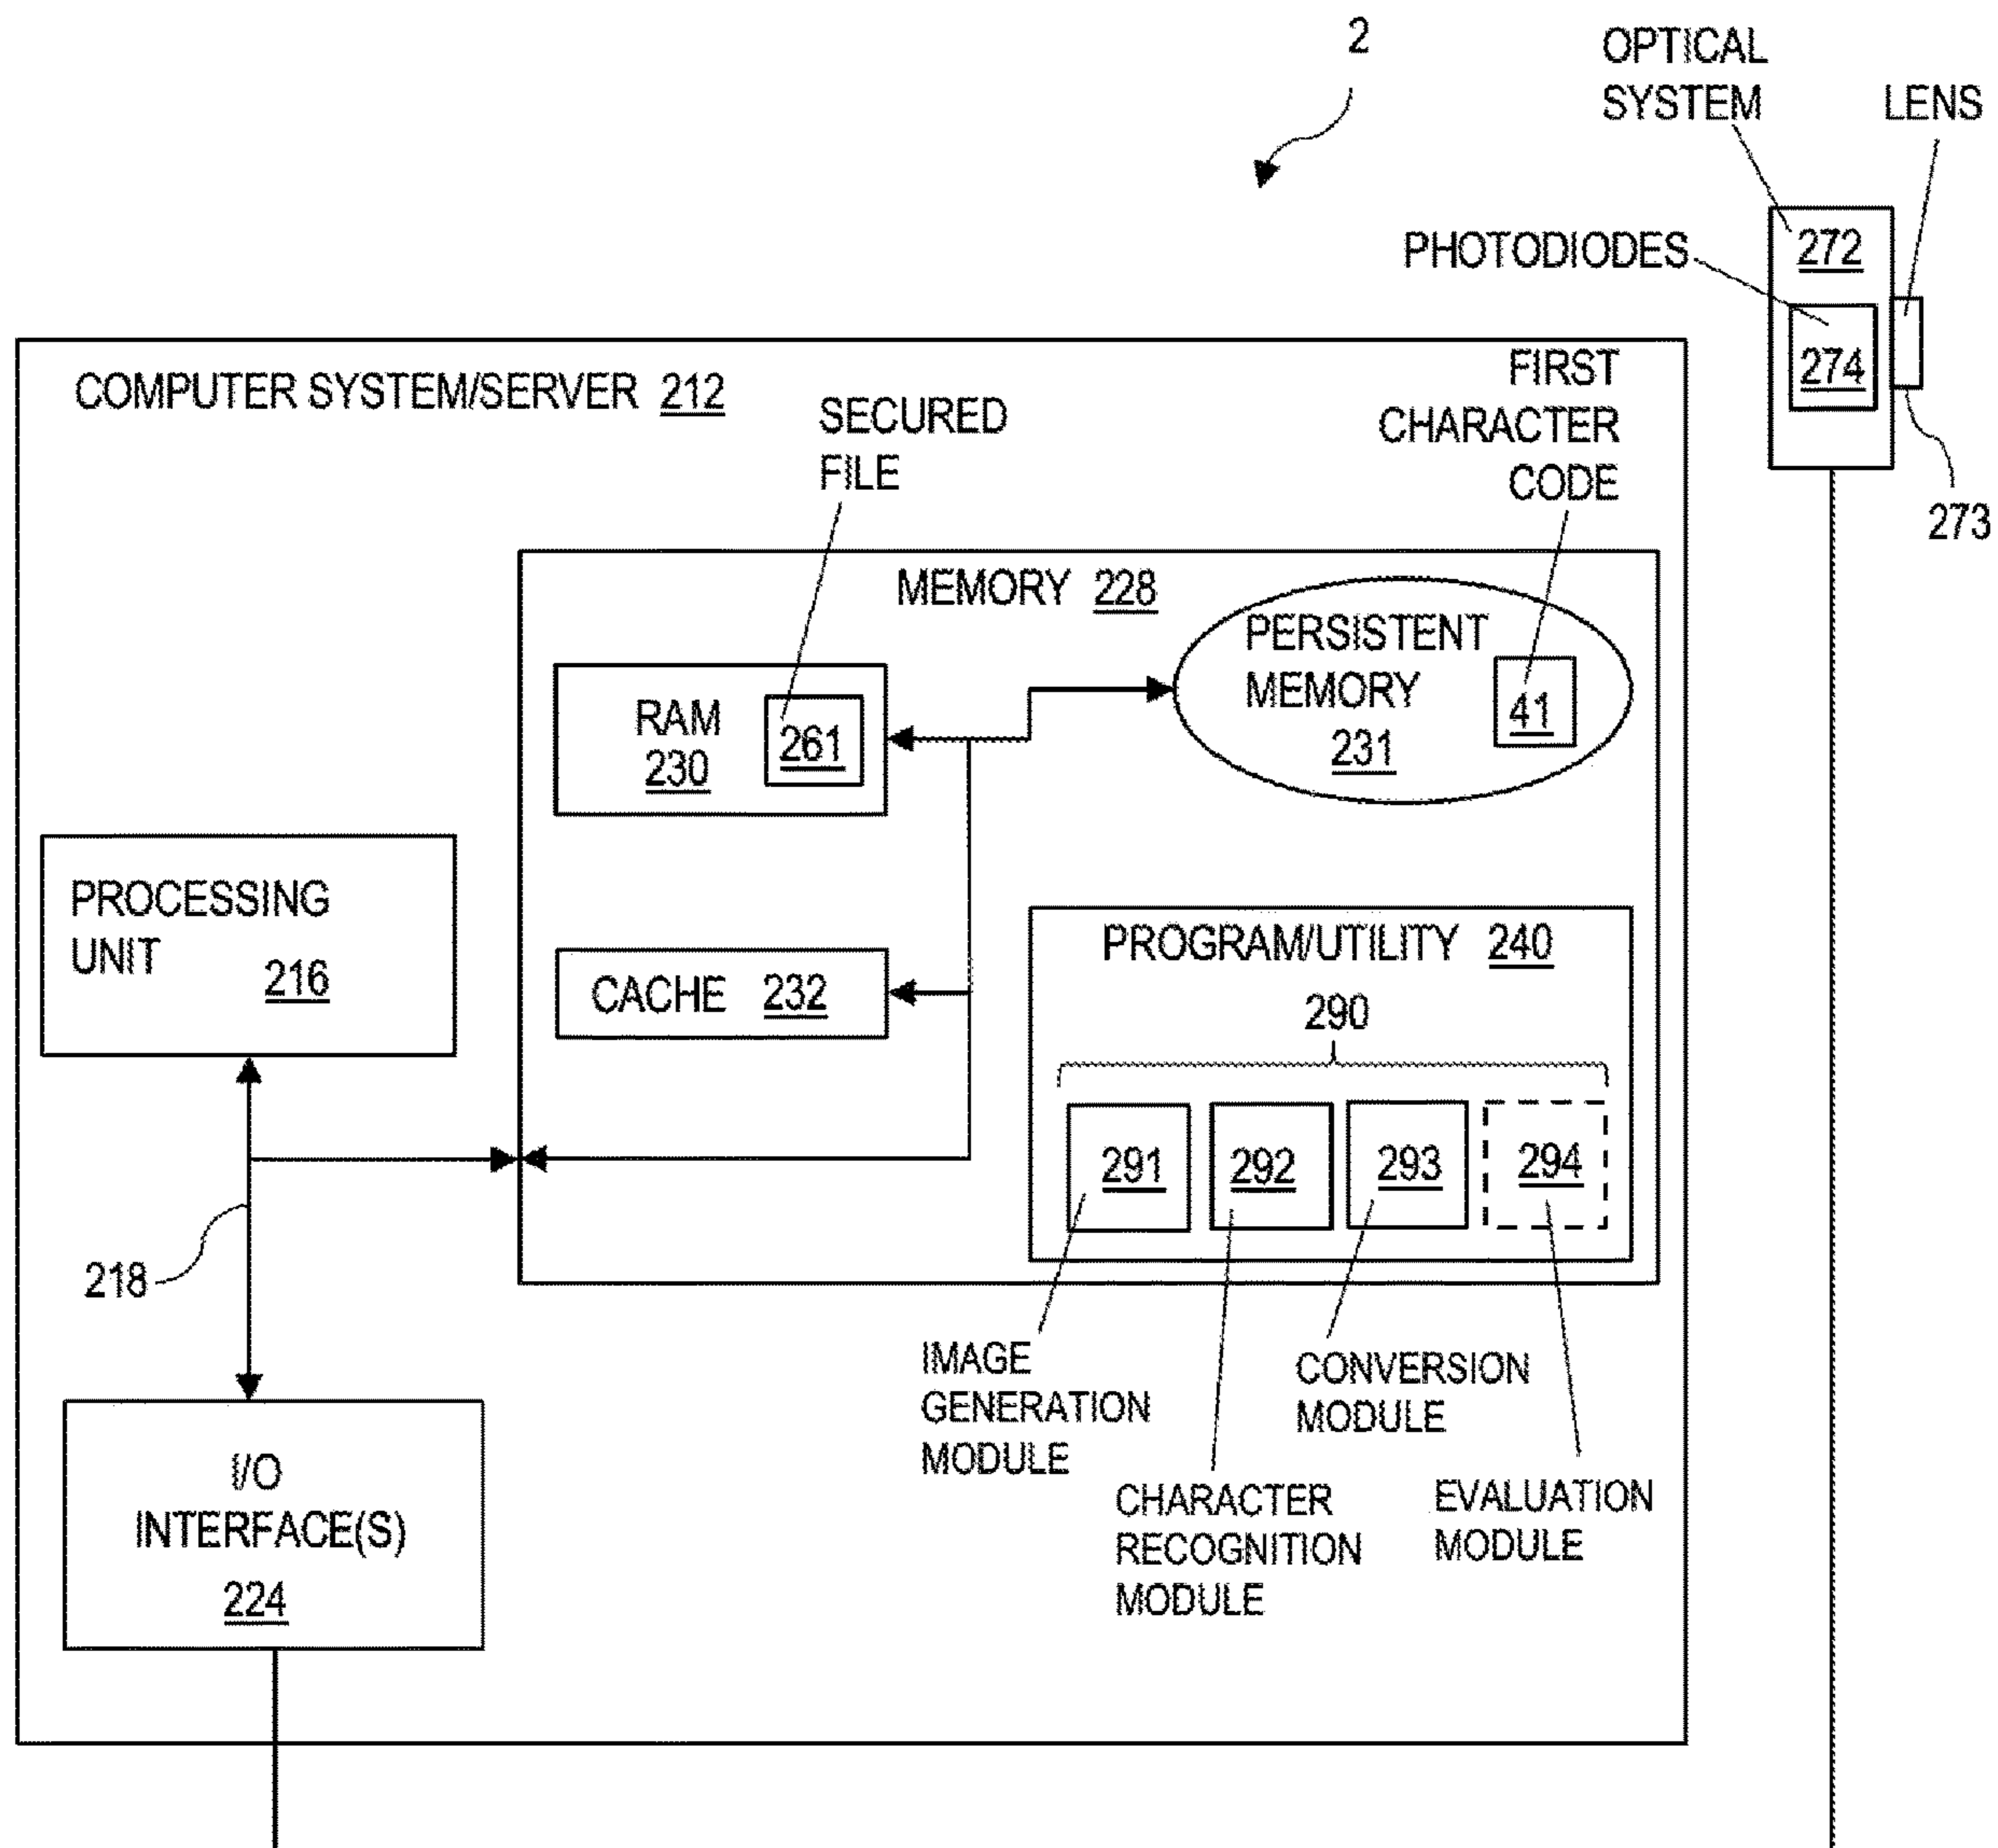 2
OPTICAL
SYSTEM
LENS
PHOTODIODES
272
274
273
COMPUTER SYSTEM/SERVER 212
SECURED
FILE
FIRST
CHARACTER
CODE
MEMORY 228
RAM
230
261
PERSISTENT
MEMORY
231
41
PROCESSING
UNIT
216
CACHE 232
PROGRAM/UTILITY 240
290
291
292
293
294
218
IMAGE
GENERATION
MODULE
CHARACTER
RECOGNITION
MODULE
CONVERSION
MODULE
EVALUATION
MODULE
I/O
INTERFACE(S)
224